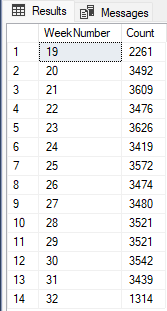 Results Messages
WeekNumber Count
1 19 2261
2 20 3492
3 21 3609
4 22 3476
5 23 3626
6 24 3419
7 25 3572
8 26 3474
9 27 3480
10 28 3521
11 29 3521
12 30 3542
13 31 3439
14 32 1314